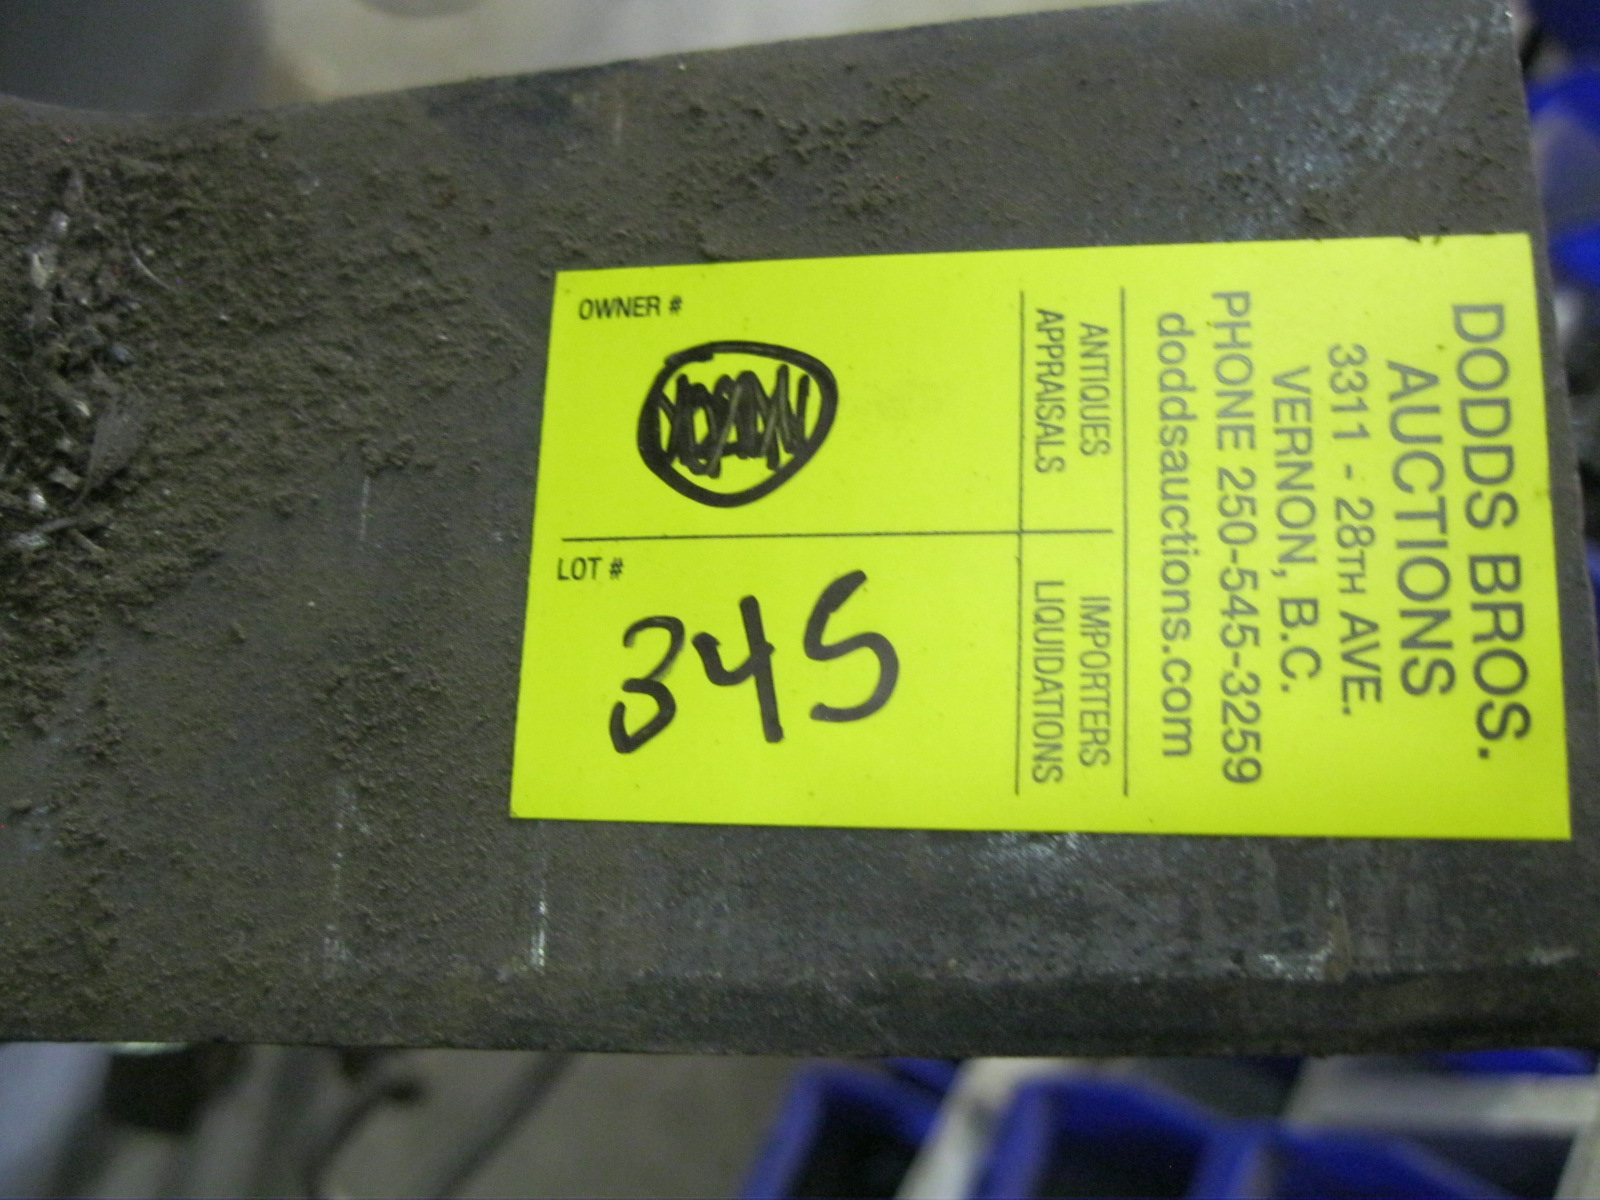 DODDS BROS.
AUCTIONS
3311 - 28TH AVE.
VERNON, B.C.
PHONE 250-545-3259
doddsauctions.com
ANTIQUES
APPRAISALS
IMPORTERS
LIQUIDATIONS
OWNER #
LOT #
345